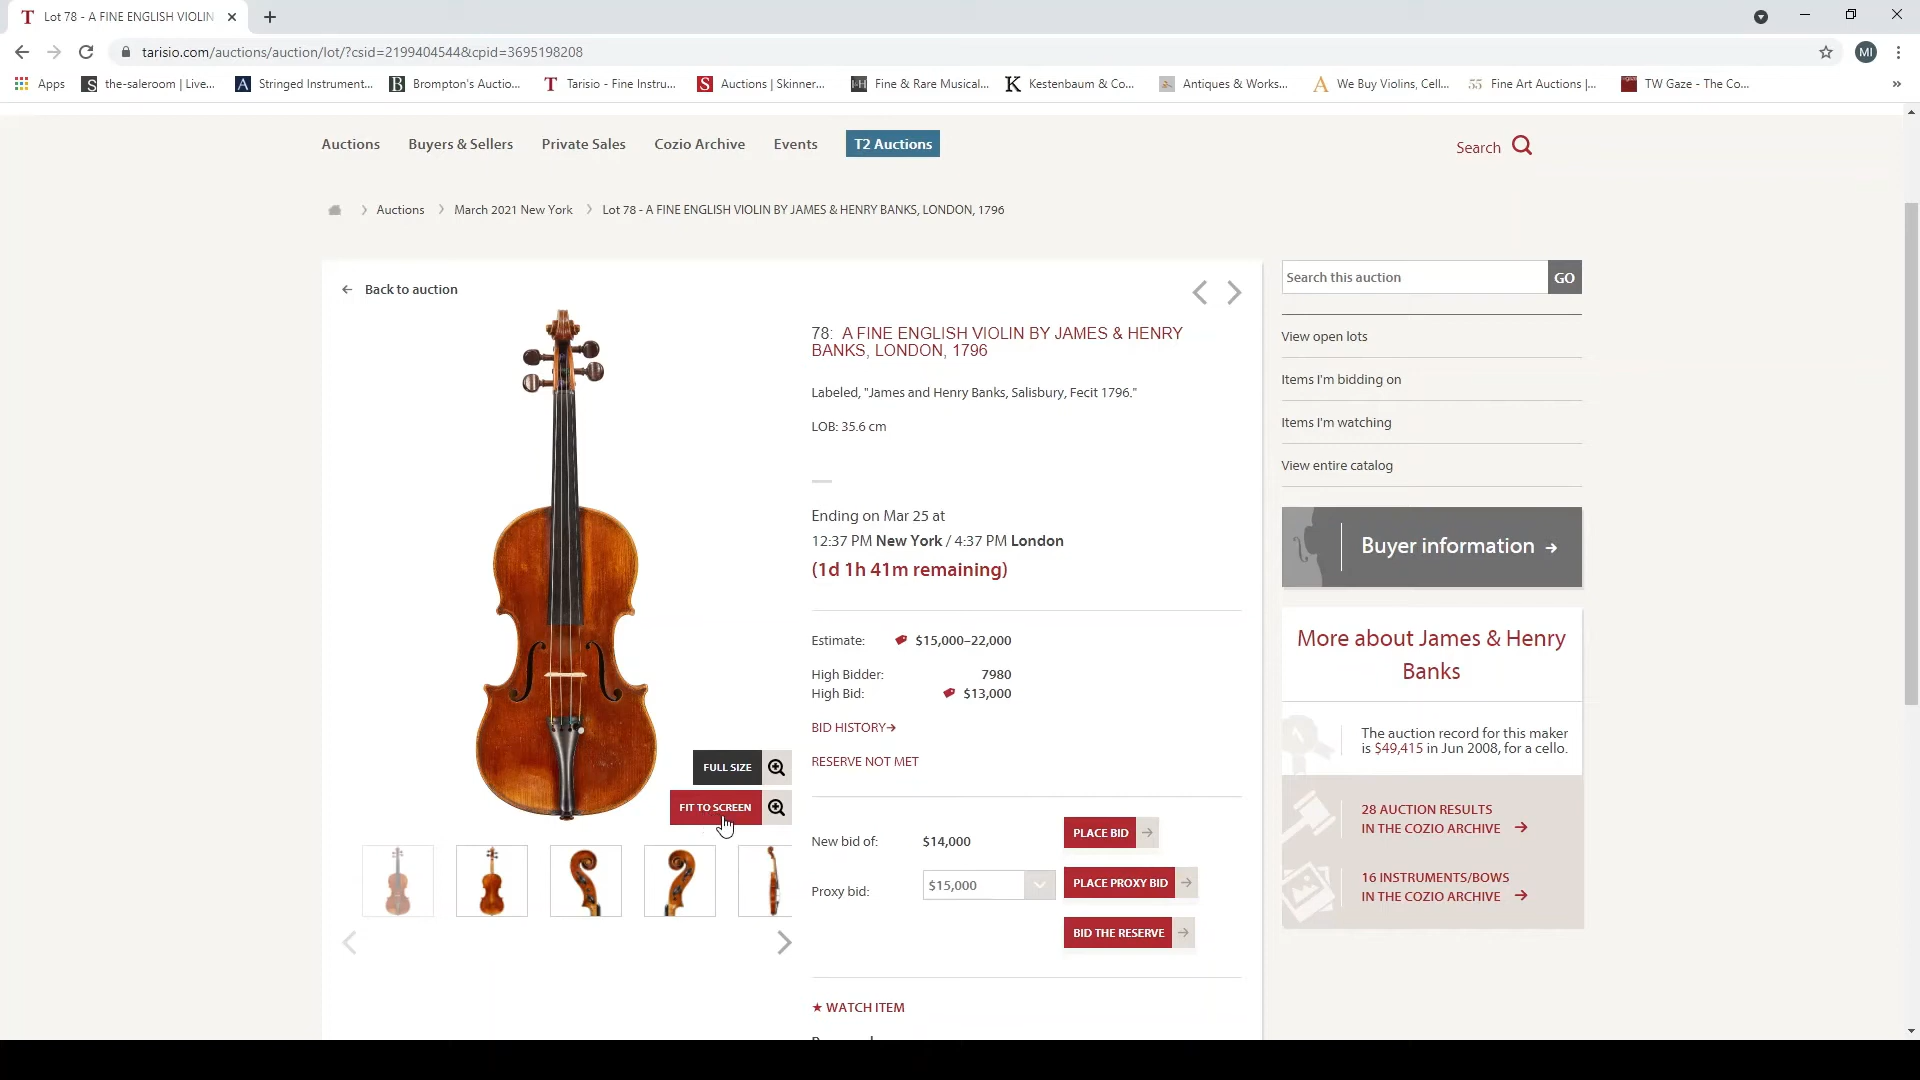 Lot 78 - A FINE ENGLISH VIOLIN
tarisio.com/auctions/auction/lot/?csid=2199404544&cpid=3695198208
MI
Apps
the-saleroom | Live...
Stringed Instrument...
Brompton's Auctio...
Tarisio - Fine Instru...
Auctions | Skinner...
Fine & Rare Musical...
Kestenbaum & Co...
Antiques & Works...
We Buy Violins, Cell...
Fine Art Auctions |...
TW Gaze - The Co...
»
Auctions
Buyers & Sellers
Private Sales
Cozio Archive
Events
T2 Auctions
Search
Auctions
March 2021 New York
Lot 78 - A FINE ENGLISH VIOLIN BY JAMES & HENRY BANKS, LONDON, 1796
← Back to auction
78: A FINE ENGLISH VIOLIN BY JAMES & HENRY
BANKS, LONDON, 1796
Labeled, "James and Henry Banks, Salisbury, Fecit 1796."
LOB: 35.6 cm
Ending on Mar 25 at
12:37 PM New York / 4:37 PM London
(1d 1h 41m remaining)
Estimate: $15,000–22,000
High Bidder: 7980
High Bid: $13,000
BID HISTORY→
RESERVE NOT MET
FULL SIZE
FIT TO SCREEN
New bid of: $14,000
PLACE BID →
Proxy bid: $15,000
PLACE PROXY BID →
BID THE RESERVE →
★ WATCH ITEM
Search this auction
GO
View open lots
Items I'm bidding on
Items I'm watching
View entire catalog
Buyer information →
More about James & Henry
Banks
The auction record for this maker
is $49,415 in Jun 2008, for a cello.
28 AUCTION RESULTS
IN THE COZIO ARCHIVE →
16 INSTRUMENTS/BOWS
IN THE COZIO ARCHIVE →